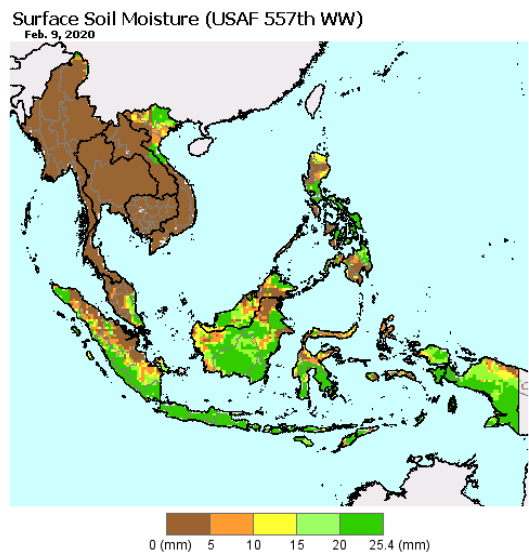 Surface Soil Moisture (USAF 557th WW)
Feb. 9, 2020
0 (mm) 5 10 15 20 25.4 (mm)